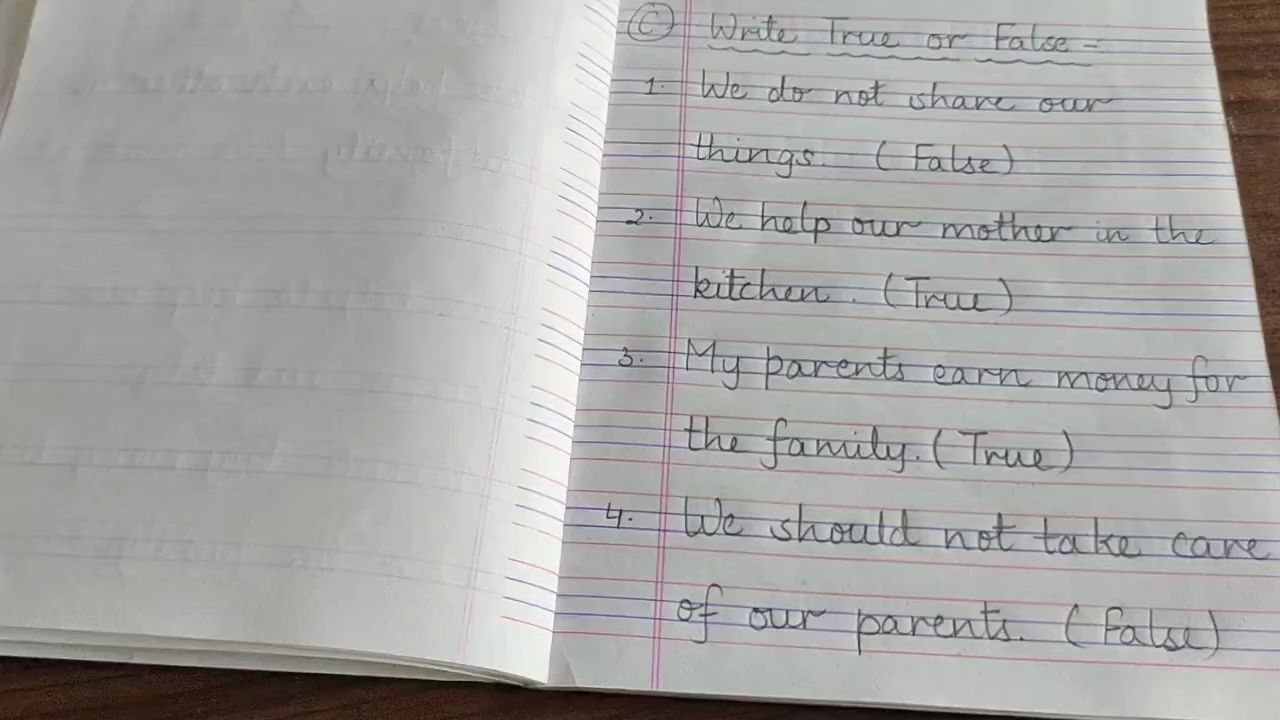 C Write True or False -
1. We do not share our
things. (False)
2. We help our mother in the
kitchen. (True)
3. My parents earn money for
the family. (True)
4. We should not take care
of our parents. (False)